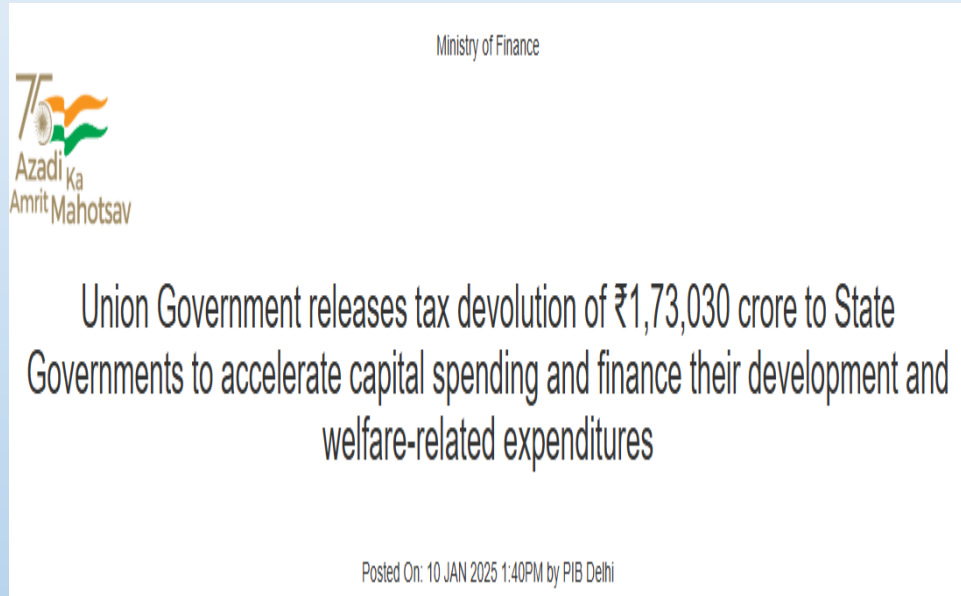 Ministry of Finance
75
Azadi Ka
Amrit Mahotsav
Union Government releases tax devolution of ₹1,73,030 crore to State
Governments to accelerate capital spending and finance their development and
welfare-related expenditures
Posted On: 10 JAN 2025 1:40PM by PIB Delhi